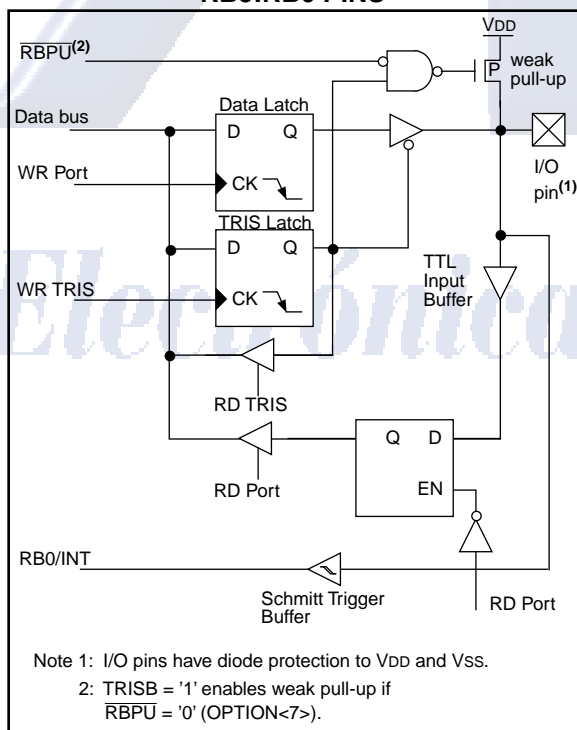 RB3:RB0 PINS
VDD
RBPU(2)
P
weak
pull-up
Data Latch
Data bus
D Q
I/O
pin(1)
WR Port
CK
TRIS Latch
D Q
TTL
Input
Buffer
WR TRIS
CK
Electrónica
RD TRIS
Q D
RD Port
EN
RB0/INT
Schmitt Trigger
Buffer
RD Port
Note 1: I/O pins have diode protection to VDD and VSS.
2: TRISB = '1' enables weak pull-up if
RBPU = '0' (OPTION<7>).